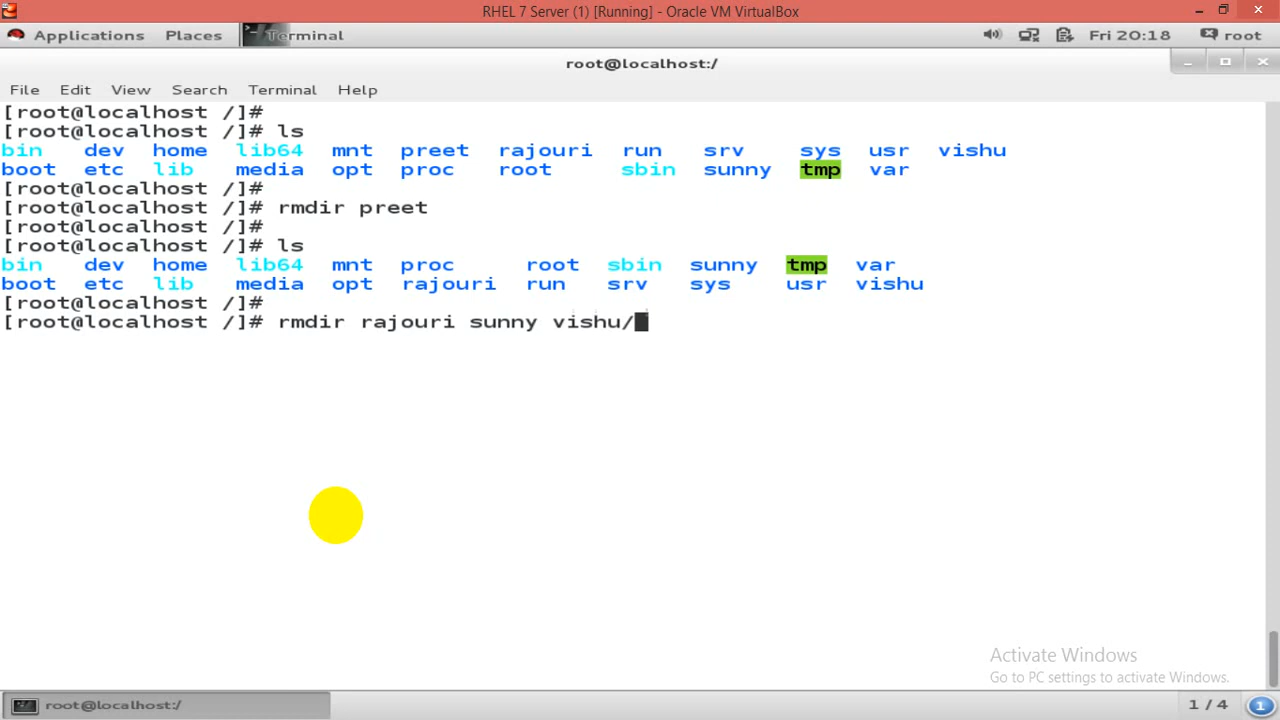 RHEL 7 Server (1) [Running] - Oracle VM VirtualBox
Applications Places Terminal Fri 20:18 root
root@localhost:/
File Edit View Search Terminal Help
[root@localhost /]#
[root@localhost /]# ls
bin dev home lib64 mnt preet rajouri run srv sys usr vishu
boot etc lib media opt proc root sbin sunny tmp var
[root@localhost /]#
[root@localhost /]# rmdir preet
[root@localhost /]#
[root@localhost /]# ls
bin dev home lib64 mnt proc root sbin sunny tmp var
boot etc lib media opt rajouri run srv sys usr vishu
[root@localhost /]#
[root@localhost /]# rmdir rajouri sunny vishu/
Activate Windows
Go to PC settings to activate Windows.
root@localhost:/ 1 / 4 1